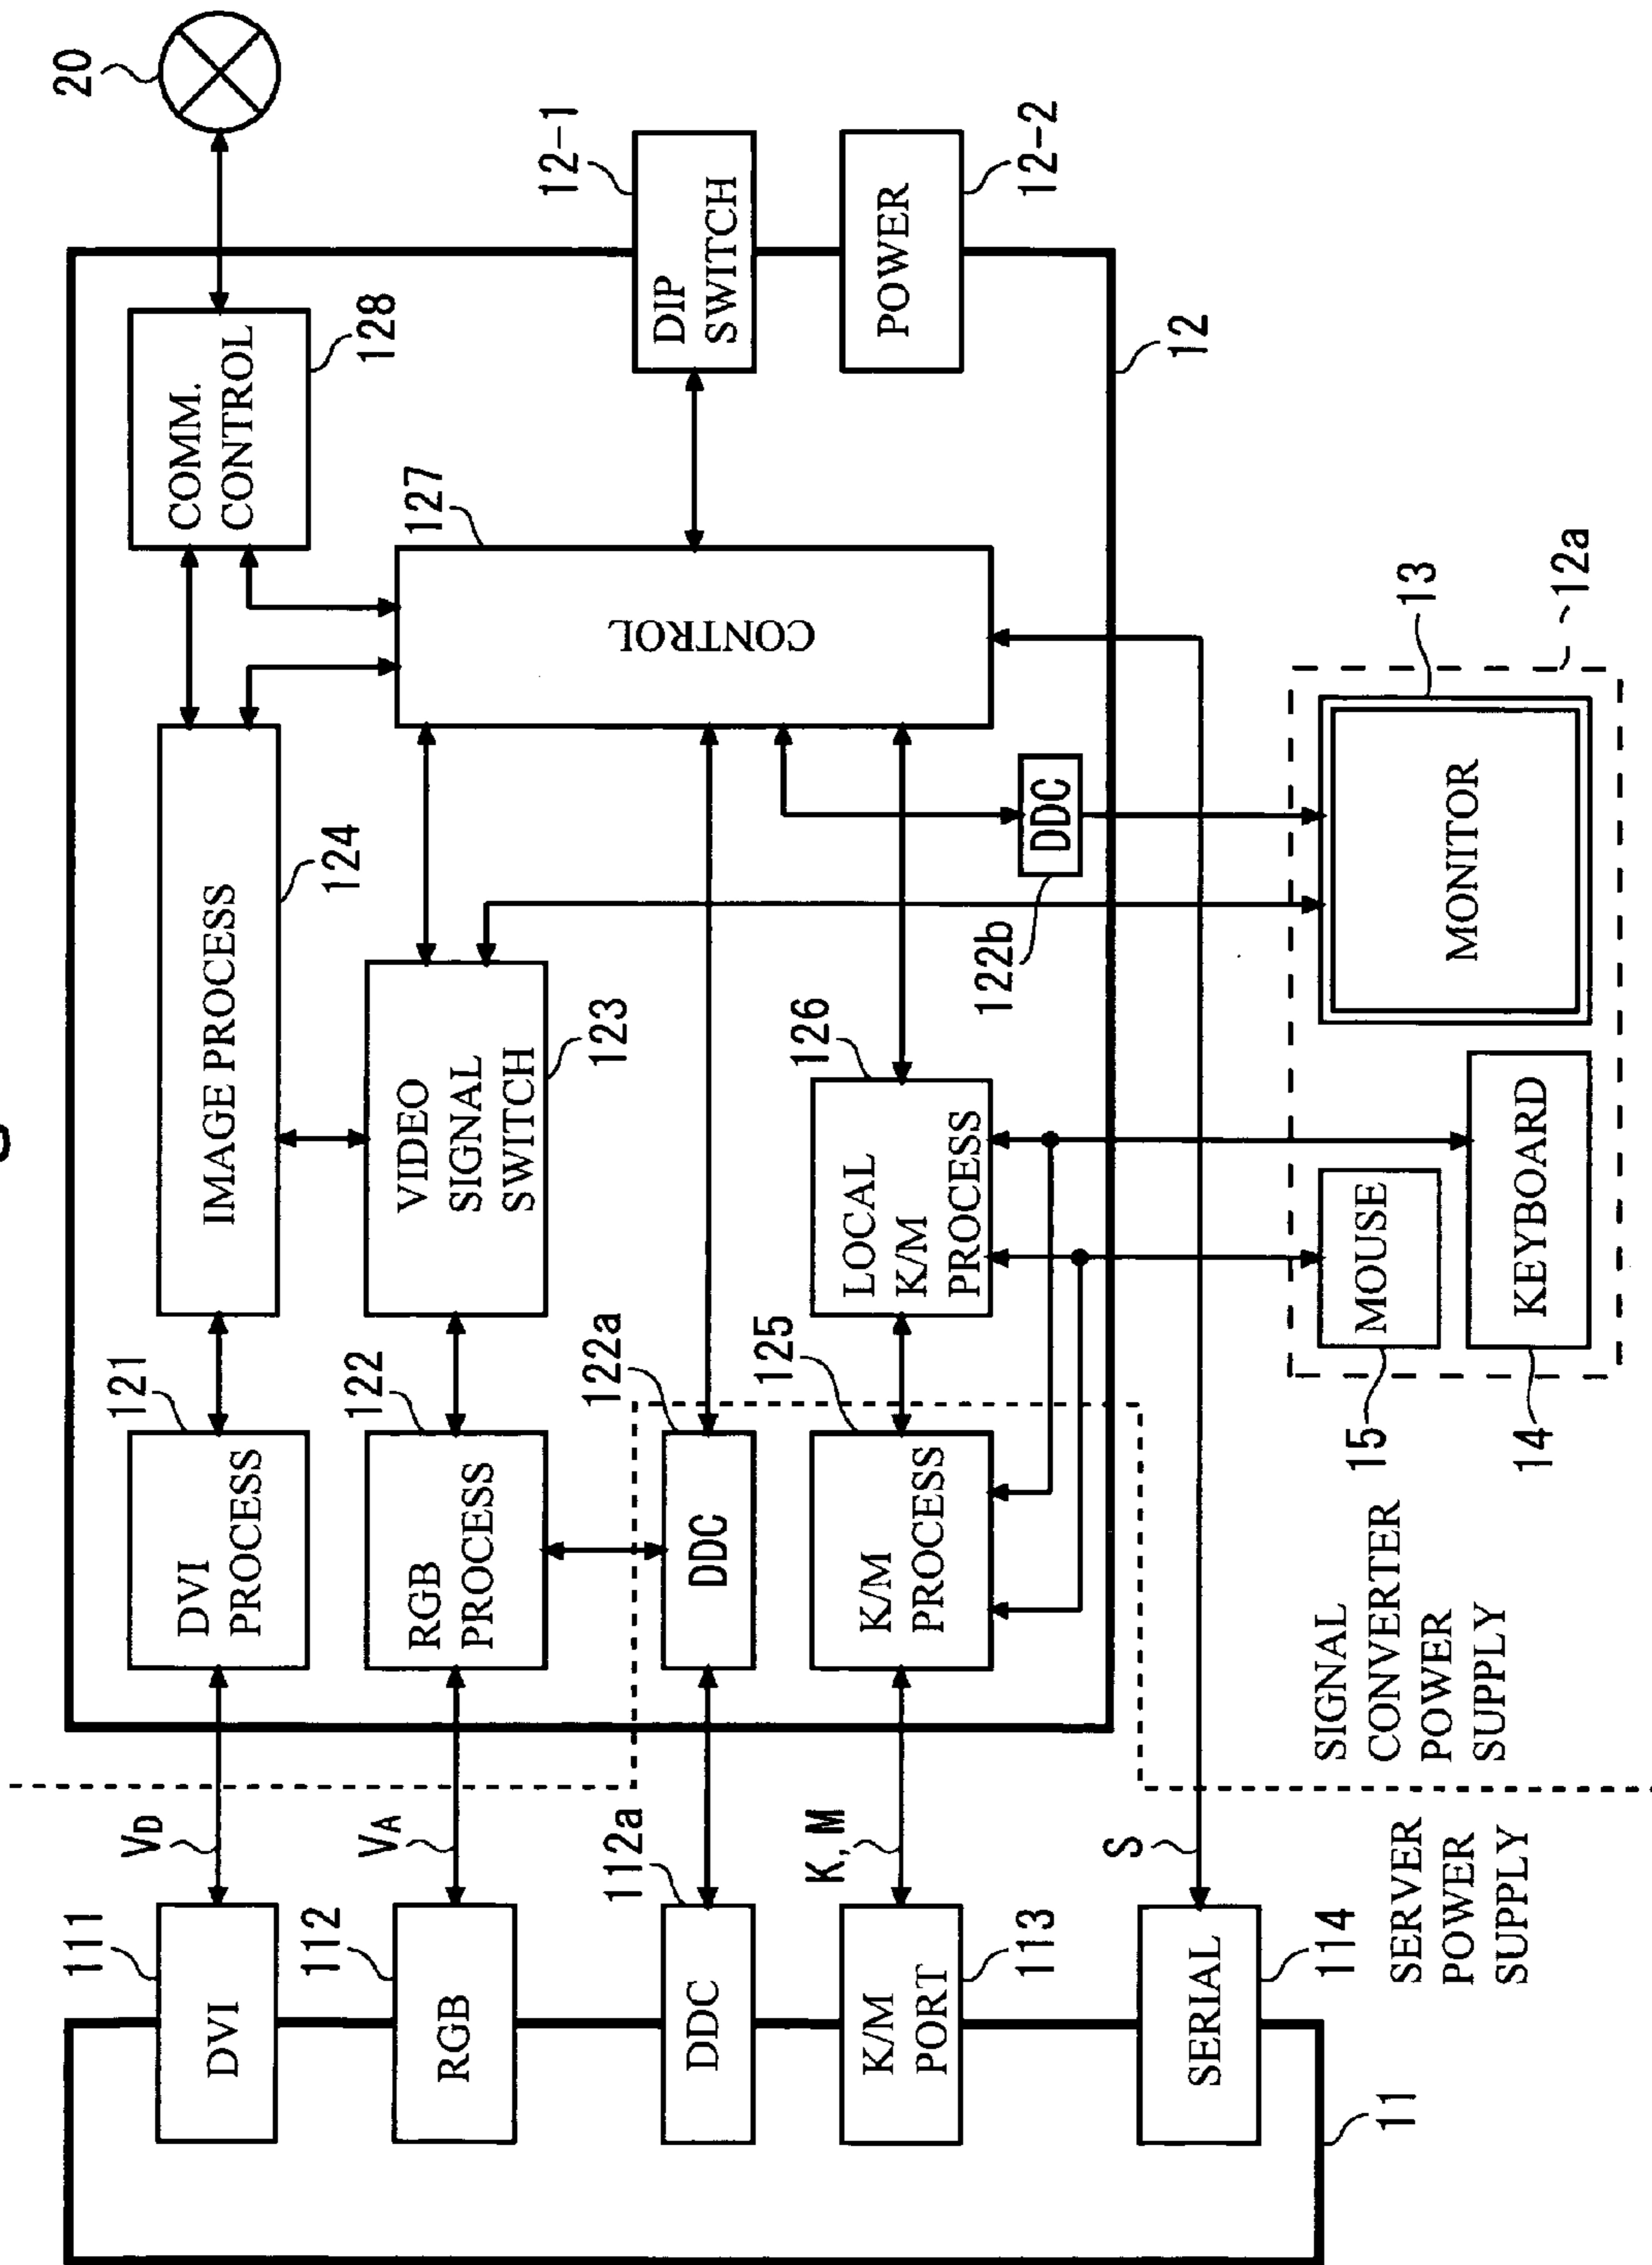 111
DVI
112
RGB
112a
DDC
K/M
PORT
113
SERIAL
114
11
VD
VA
K,M
S
SERVER
POWER
SUPPLY
SIGNAL
CONVERTER
POWER
SUPPLY
121
DVI
PROCESS
122
RGB
PROCESS
122a
DDC
125
K/M
PROCESS
IMAGE PROCESS
124
VIDEO
SIGNAL
SWITCH
123
126
LOCAL
K/M
PROCESS
122b
DDC
127
CONTROL
COMM.
CONTROL
128
20
12-1
DIP
SWITCH
POWER
12-2
12
15
MOUSE
14
KEYBOARD
13
MONITOR
12a